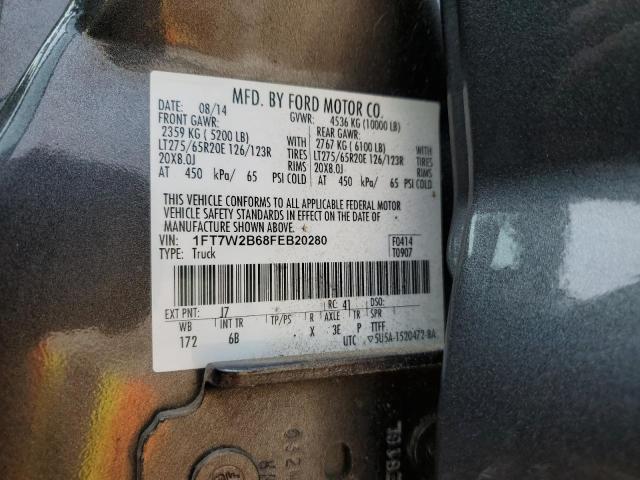 MFD. BY FORD MOTOR CO.
DATE: 08/14 GVWR: 4536 KG (10000 LB)
FRONT GAWR: REAR GAWR:
2359 KG (5200 LB) 2767 KG (6100 LB)
LT275/65R20E 126/123R TIRES LT275/65R20E 126/123R
20X8.0J RIMS 20X8.0J TIRES RIMS
AT 450 kPa/ 65 PSI COLD AT 450 kPa/ 65 PSI COLD
THIS VEHICLE CONFORMS TO ALL APPLICABLE FEDERAL MOTOR
VEHICLE SAFETY STANDARDS IN EFFECT ON THE DATE OF
MANUFACTURE SHOWN ABOVE.
VIN: 1FT7W2B68FEB20280 F0414
TYPE: Truck T0907
EXT PNT: J7 RC: 41 DSO:
WB INT TR TP/PS R AXLE TR SPR
172 6B X 3E P TTFF
UTC 5U5A-1520472-BA